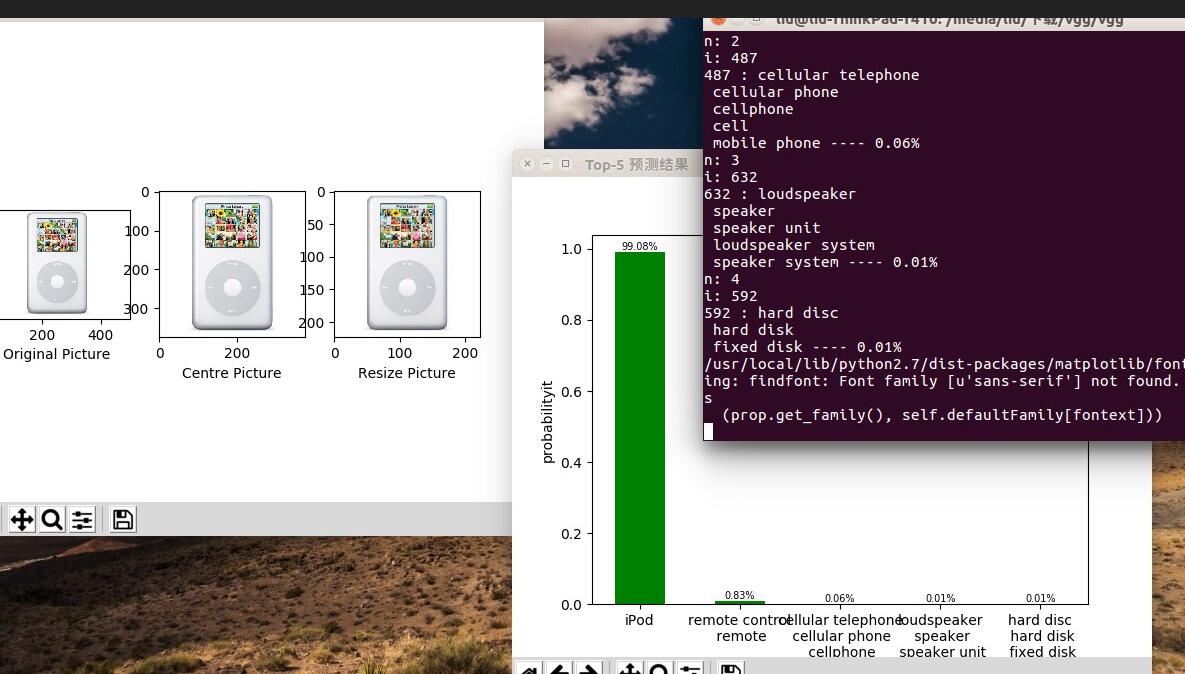 0
100
200
300
0
50
100
150
200
200 400
Original Picture
0 200
Centre Picture
0 100 200
Resize Picture
Top-5 预测结果
1.0
0.8
0.6
0.4
0.2
0.0
probabilityit
99.08%
0.83%
0.06%
0.01%
0.01%
iPod
remote control
remote
cellular telephone
cellular phone
cellphone
loudspeaker
speaker
speaker unit
hard disc
hard disk
fixed disk
liu@liu-ThinkPad-T410: /media/liu/下载/vgg/vgg
n: 2
i: 487
487 : cellular telephone
cellular phone
cellphone
cell
mobile phone ---- 0.06%
n: 3
i: 632
632 : loudspeaker
speaker
speaker unit
loudspeaker system
speaker system ---- 0.01%
n: 4
i: 592
592 : hard disc
hard disk
fixed disk ---- 0.01%
/usr/local/lib/python2.7/dist-packages/matplotlib/font
ing: findfont: Font family [u'sans-serif'] not found.
s
(prop.get_family(), self.defaultFamily[fontext]))